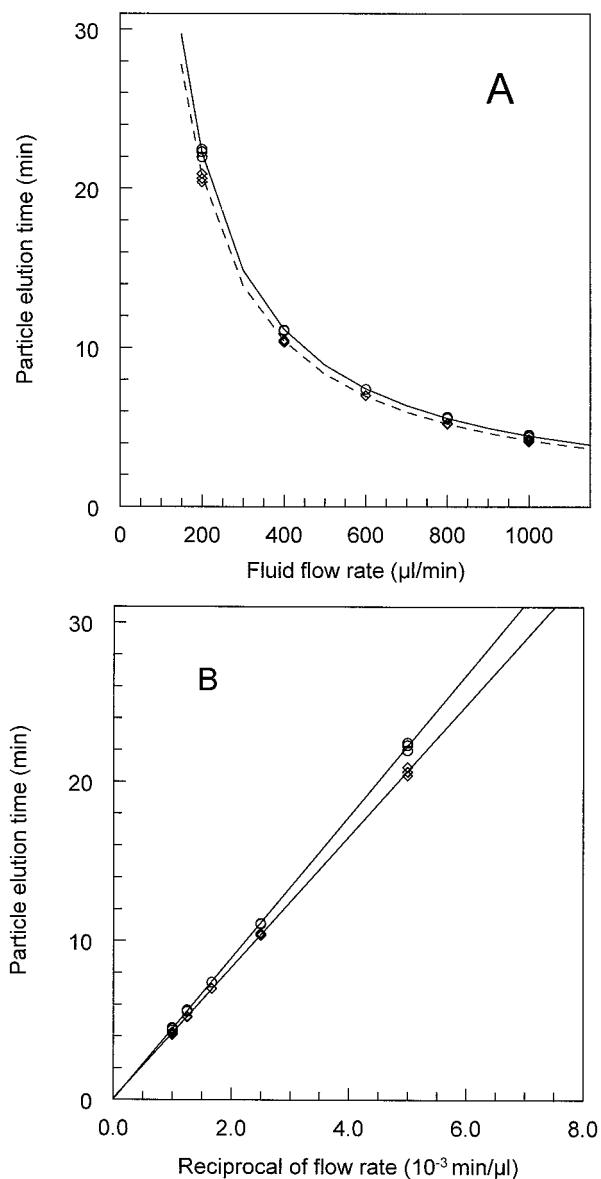 30
A
20
Particle elution time (min)
10
0
0 200 400 600 800 1000
Fluid flow rate (µl/min)
30
B
20
Particle elution time (min)
10
0
0.0 2.0 4.0 6.0 8.0
Reciprocal of flow rate (10⁻³ min/µl)